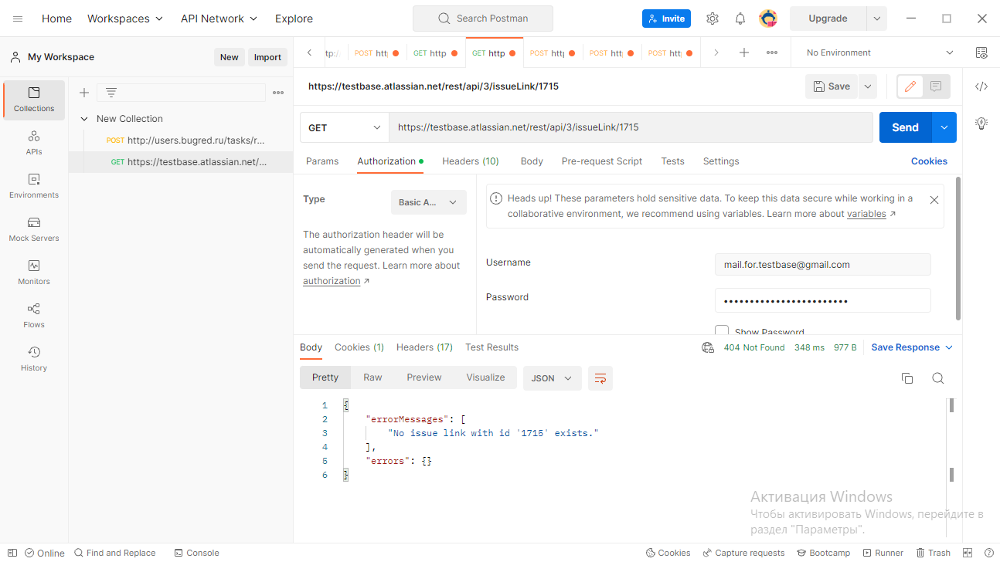 Home Workspaces API Network Explore Search Postman Invite Upgrade
My Workspace New Import
POST GET http GET http POST POST POST No Environment
https://testbase.atlassian.net/rest/api/3/issueLink/1715 Save
Collections
APIs
Environments
Mock Servers
Monitors
Flows
History
New Collection
POST http://users.bugred.ru/tasks/r...
GET https://testbase.atlassian.net/...
GET https://testbase.atlassian.net/rest/api/3/issueLink/1715 Send
Params Authorization Headers (10) Body Pre-request Script Tests Settings Cookies
Type Basic A...
The authorization header will be
automatically generated when you
send the request. Learn more about
authorization ↗
Heads up! These parameters hold sensitive data. To keep this data secure while working in a
collaborative environment, we recommend using variables. Learn more about variables ↗
Username mail.for.testbase@gmail.com
Password ••••••••••••••••••••••••
Show Password
Body Cookies (1) Headers (17) Test Results 404 Not Found 348 ms 977 B Save Response
Pretty Raw Preview Visualize JSON
1 {
2 "errorMessages": [
3 "No issue link with id '1715' exists."
4 ],
5 "errors": {}
6 }
Активация Windows
Чтобы активировать Windows, перейдите в
раздел "Параметры".
Online Find and Replace Console Cookies Capture requests Bootcamp Runner Trash